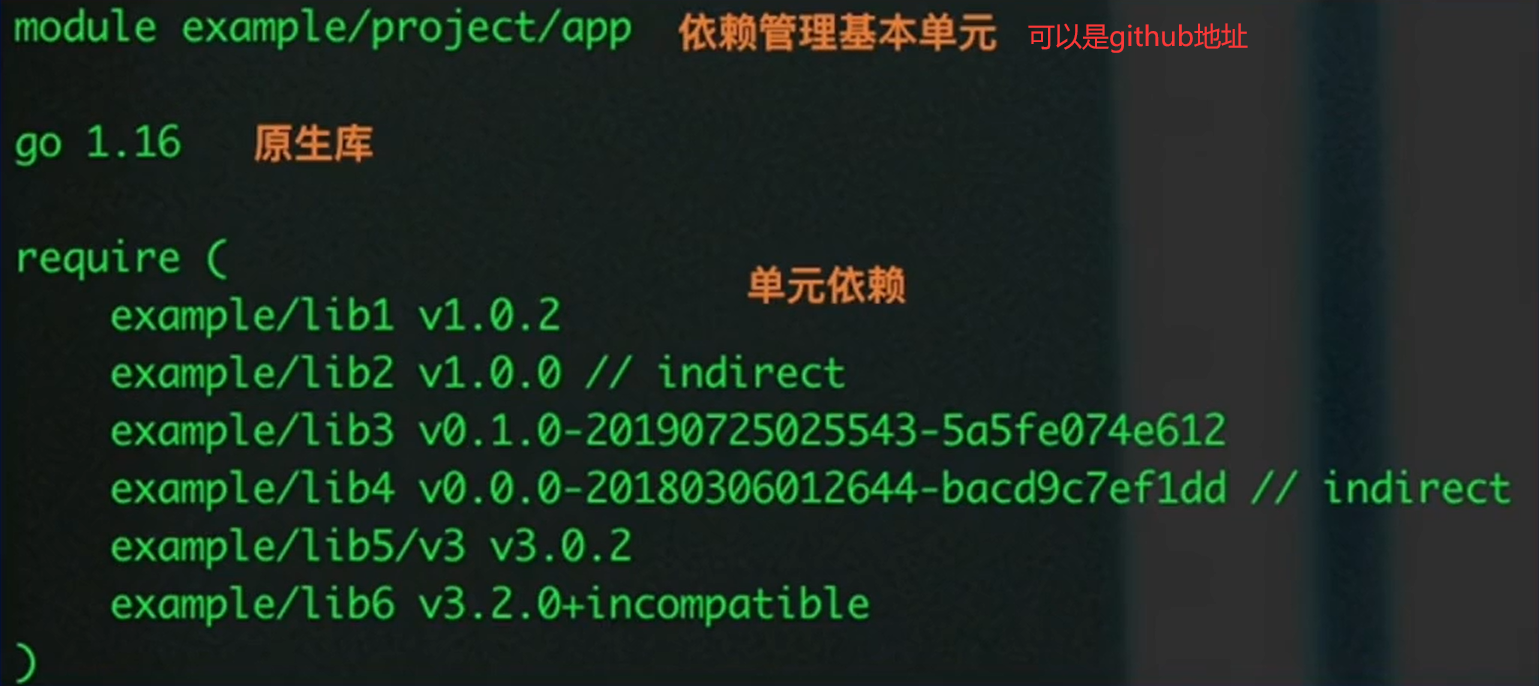 module example/project/app 依赖管理基本单元 可以是github地址
go 1.16 原生库
require (
单元依赖
example/lib1 v1.0.2
example/lib2 v1.0.0 // indirect
example/lib3 v0.1.0-20190725025543-5a5fe074e612
example/lib4 v0.0.0-20180306012644-bacd9c7ef1dd // indirect
example/lib5/v3 v3.0.2
example/lib6 v3.2.0+incompatible
)